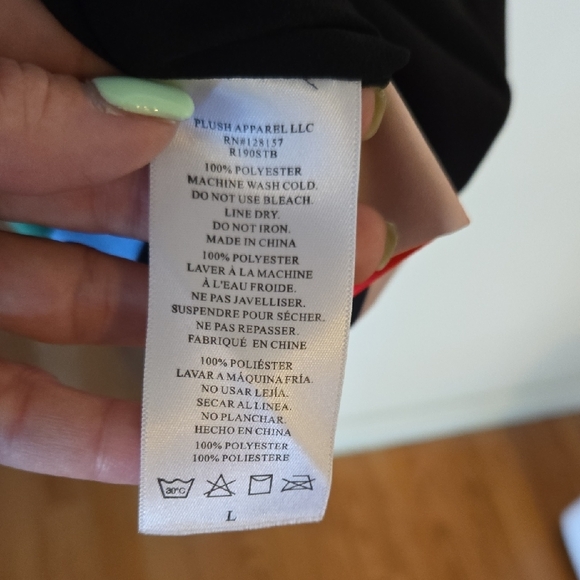 PLUSH APPAREL LLC
RN#128157
R190STB
100% POLYESTER
MACHINE WASH COLD.
DO NOT USE BLEACH.
LINE DRY.
DO NOT IRON.
MADE IN CHINA
100% POLYESTER
LAVER À LA MACHINE
À L'EAU FROIDE.
NE PAS JAVELLISER.
SUSPENDRE POUR SÉCHER.
NE PAS REPASSER.
FABRIQUÉ EN CHINE
100% POLIÉSTER
LAVAR A MÁQUINA FRÍA.
NO USAR LEJÍA.
SECAR AL LINEA.
NO PLANCHAR.
HECHO EN CHINA
100% POLYESTER
100% POLIESTERE
30°C
L